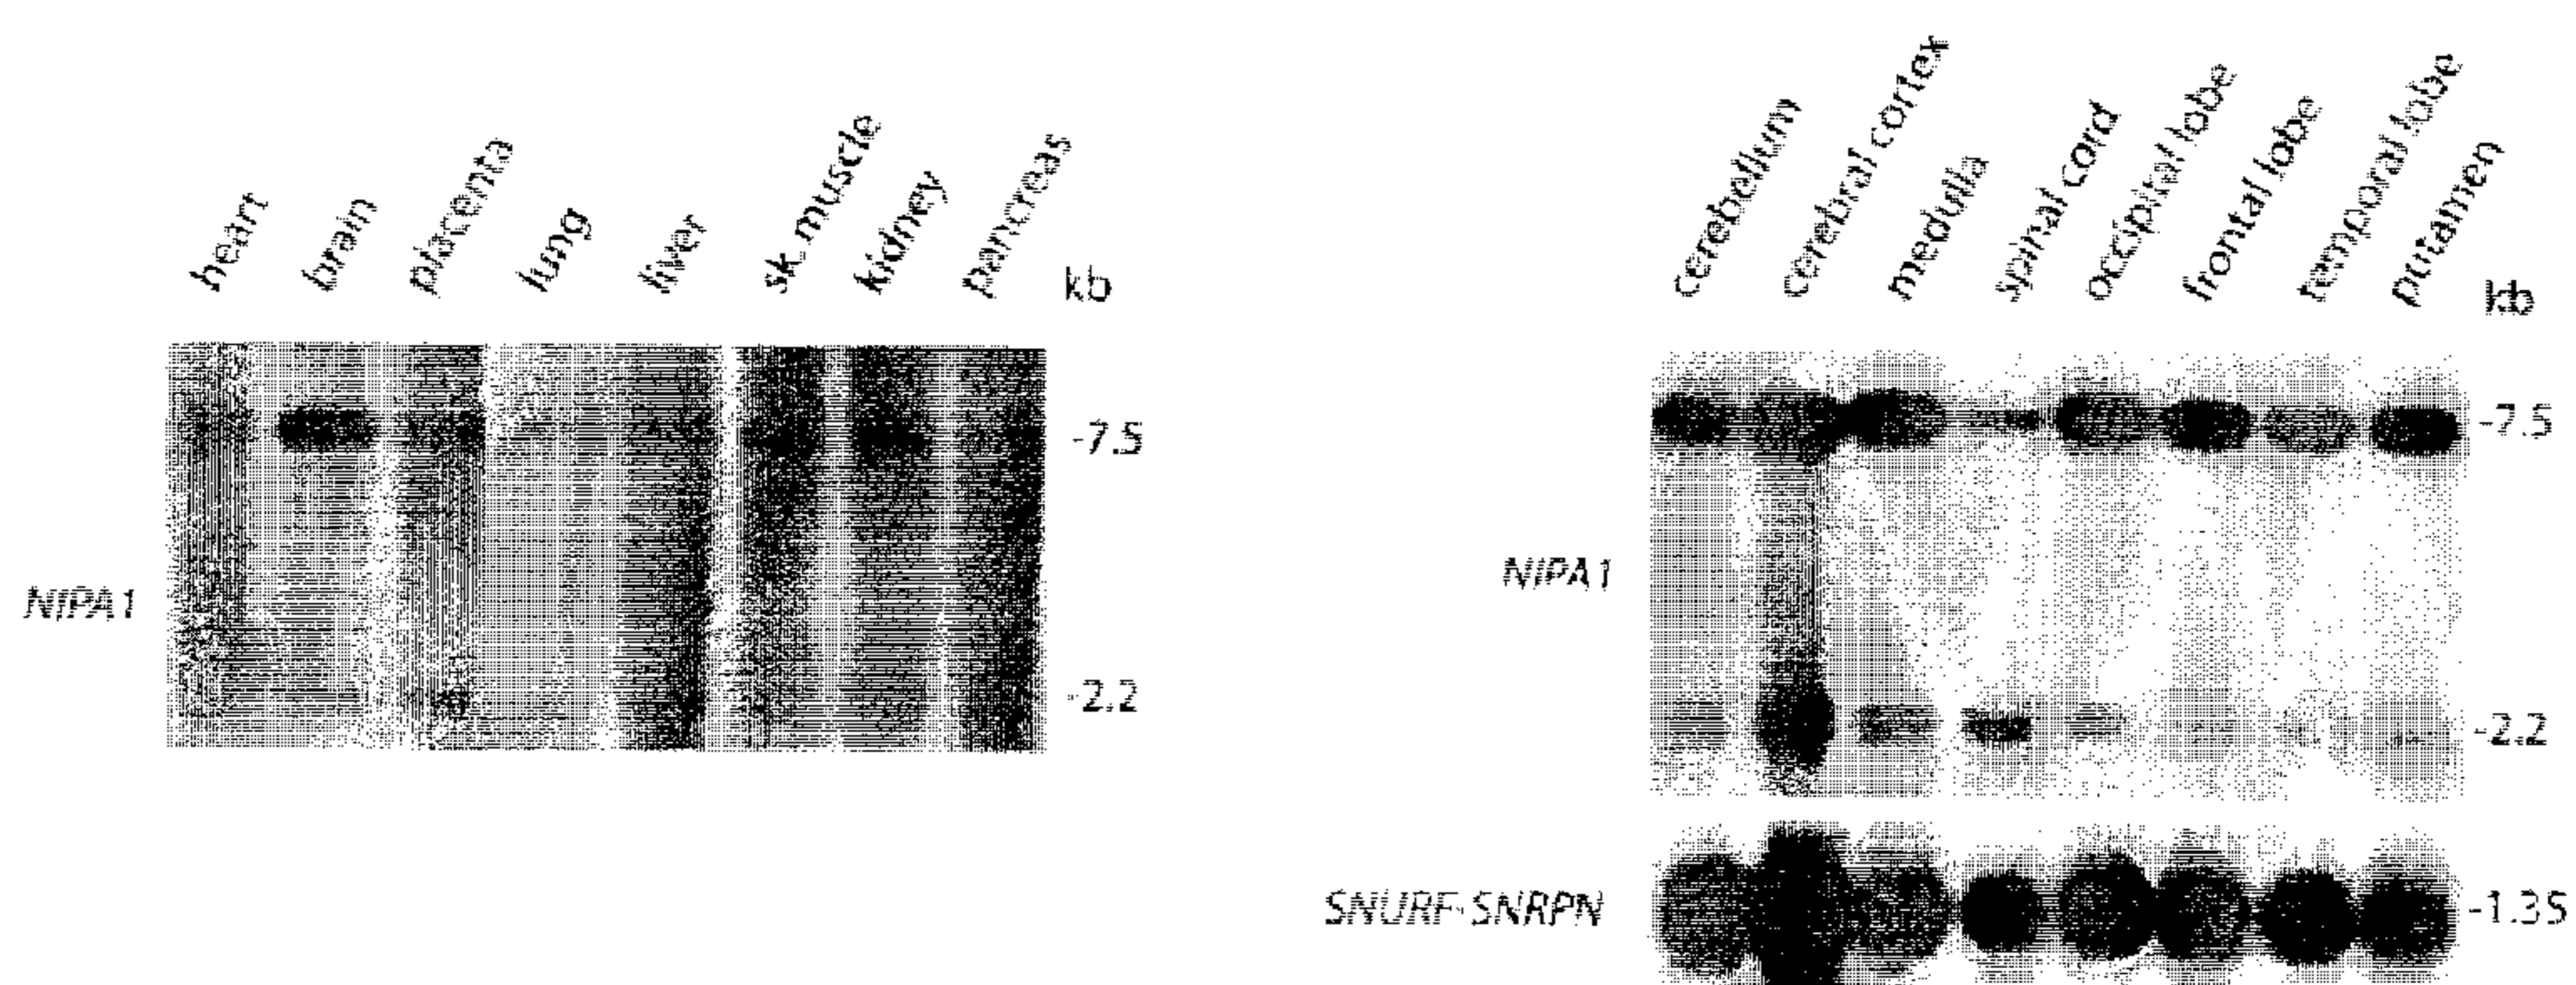 heart brain placenta lung liver sk. muscle kidney pancreas kb
-7.5
NIPA1
-2.2
cerebellum cerebral cortex medulla spinal cord occipital lobe frontal lobe temporal lobe putamen kb
-7.5
NIPA1
-2.2
SNURF-SNRPN -1.35